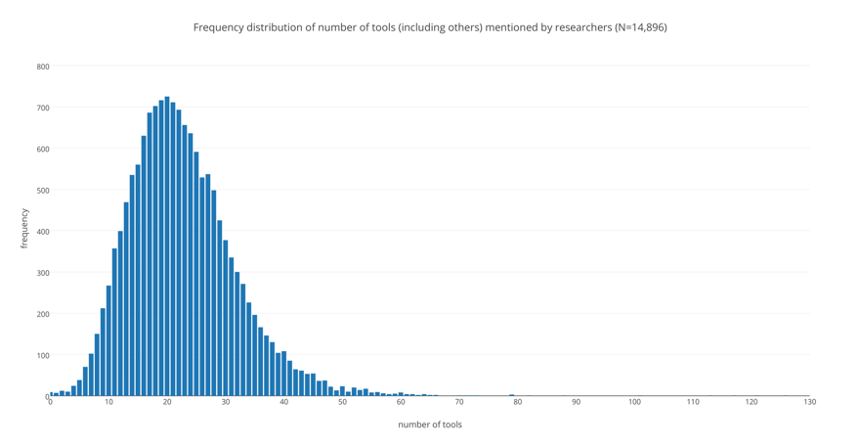 Frequency distribution of number of tools (including others) mentioned by researchers (N=14,896)
800
700
600
500
400
300
200
100
0
frequency
0 10 20 30 40 50 60 70 80 90 100 110 120 130
number of tools